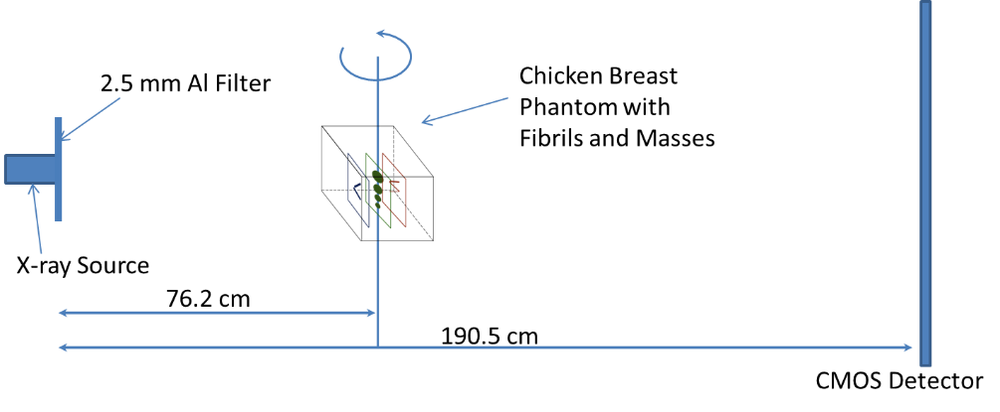 2.5 mm Al Filter
Chicken Breast
Phantom with
Fibrils and Masses
X-ray Source
76.2 cm
190.5 cm
CMOS Detector